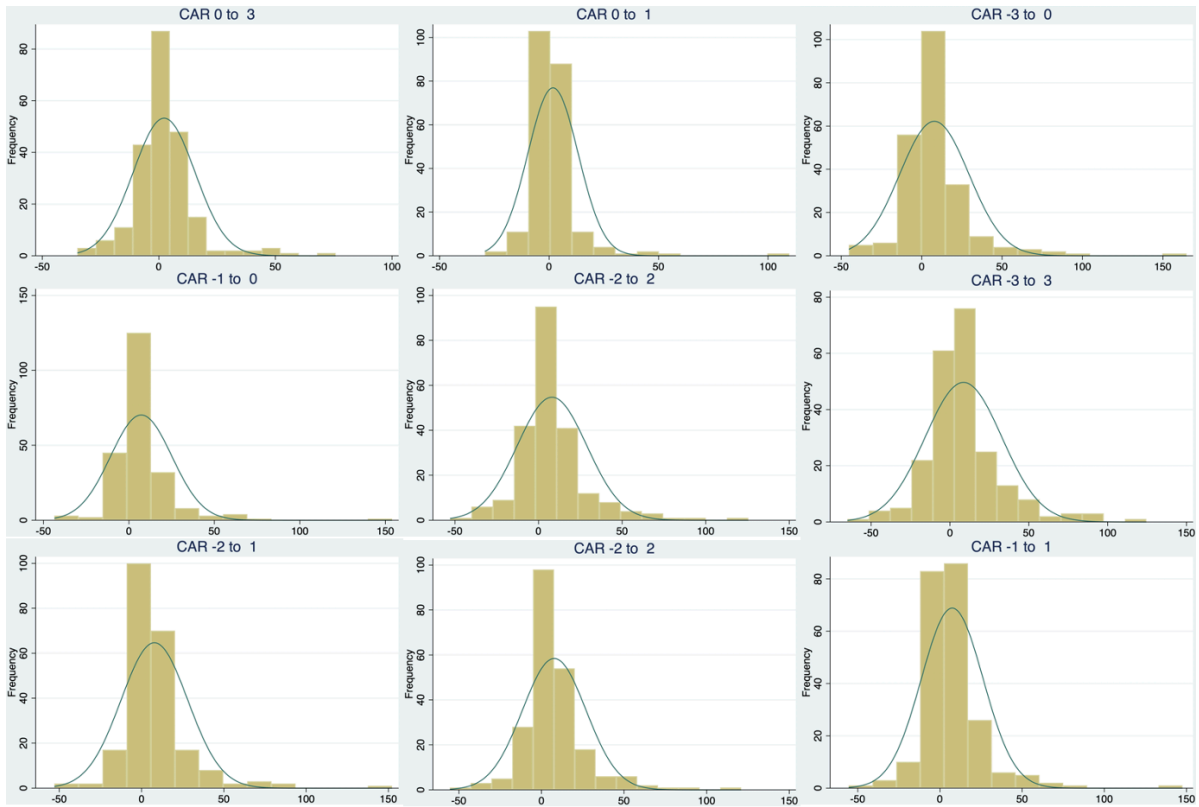 CAR 0 to 3
CAR 0 to 1
CAR -3 to 0
Frequency
0 20 40 60 80
-50 0 50 100
Frequency
0 20 40 60 80 100
-50 0 50 100
Frequency
0 20 40 60 80 100
-50 0 50 100 150
CAR -1 to 0
CAR -2 to 2
CAR -3 to 3
Frequency
0 50 100 150
-50 0 50 100 150
Frequency
0 20 40 60 80 100
-50 0 50 100 150
Frequency
0 20 40 60 80
-50 0 50 100 150
CAR -2 to 1
CAR -2 to 2
CAR -1 to 1
Frequency
0 20 40 60 80 100
-50 0 50 100 150
Frequency
0 20 40 60 80 100
-50 0 50 100 150
Frequency
0 20 40 60 80
-50 0 50 100 150